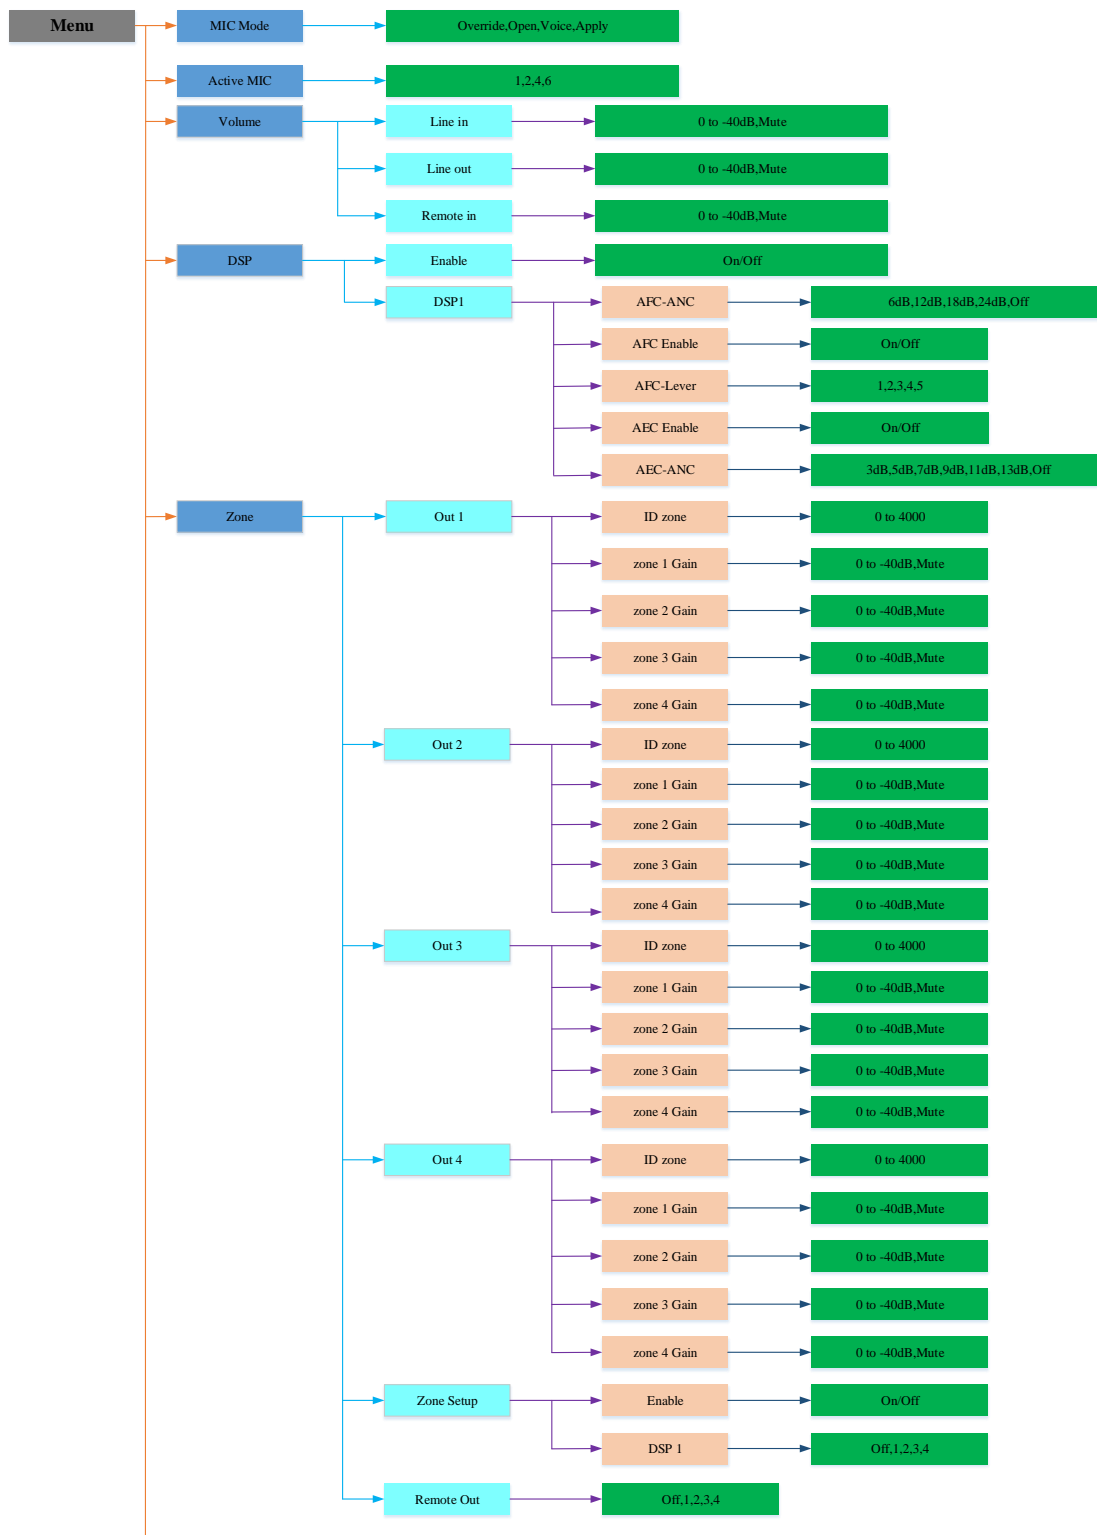 Menu
MIC Mode
Override,Open,Voice,Apply
Active MIC
1,2,4,6
Volume
Line in
0 to -40dB,Mute
Line out
0 to -40dB,Mute
Remote in
0 to -40dB,Mute
DSP
Enable
On/Off
DSP1
AFC-ANC
6dB,12dB,18dB,24dB,Off
AFC Enable
On/Off
AFC-Lever
1,2,3,4,5
AEC Enable
On/Off
AEC-ANC
3dB,5dB,7dB,9dB,11dB,13dB,Off
Zone
Out 1
ID zone
0 to 4000
zone 1 Gain
0 to -40dB,Mute
zone 2 Gain
0 to -40dB,Mute
zone 3 Gain
0 to -40dB,Mute
zone 4 Gain
0 to -40dB,Mute
Out 2
ID zone
0 to 4000
zone 1 Gain
0 to -40dB,Mute
zone 2 Gain
0 to -40dB,Mute
zone 3 Gain
0 to -40dB,Mute
zone 4 Gain
0 to -40dB,Mute
Out 3
ID zone
0 to 4000
zone 1 Gain
0 to -40dB,Mute
zone 2 Gain
0 to -40dB,Mute
zone 3 Gain
0 to -40dB,Mute
zone 4 Gain
0 to -40dB,Mute
Out 4
ID zone
0 to 4000
zone 1 Gain
0 to -40dB,Mute
zone 2 Gain
0 to -40dB,Mute
zone 3 Gain
0 to -40dB,Mute
zone 4 Gain
0 to -40dB,Mute
Zone Setup
Enable
On/Off
DSP 1
Off,1,2,3,4
Remote Out
Off,1,2,3,4